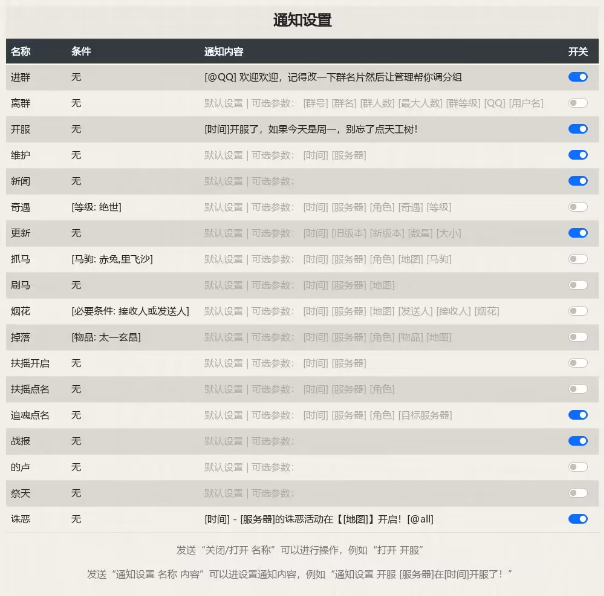 通知设置
名称 条件 通知内容 开关
进群 无 [@QQ] 欢迎欢迎，记得改一下群名片然后让管理帮你调分组
离群 无 默认设置 | 可选参数： [群号] [群名] [群人数] [最大人数] [群等级] [QQ] [用户名]
开服 无 [时间]开服了，如果今天是周一，别忘了点天工树！
维护 无 默认设置 | 可选参数： [时间] [服务器]
新闻 无 默认设置 | 可选参数：
奇遇 [等级: 绝世] 默认设置 | 可选参数： [时间] [服务器] [角色] [奇遇] [等级]
更新 无 默认设置 | 可选参数： [时间] [旧版本] [新版本] [数量] [大小]
抓马 [马驹: 赤兔,里飞沙] 默认设置 | 可选参数： [时间] [服务器] [角色] [地图] [马驹]
刷马 无 默认设置 | 可选参数： [时间] [服务器] [地图]
烟花 [必要条件: 接收人或发送人] 默认设置 | 可选参数： [时间] [服务器] [地图] [发送人] [接收人] [烟花]
掉落 [物品: 太一玄晶] 默认设置 | 可选参数： [时间] [服务器] [角色] [物品] [地图]
扶摇开启 无 默认设置 | 可选参数： [时间] [服务器]
扶摇点名 无 默认设置 | 可选参数： [时间] [服务器] [角色]
追魂点名 无 默认设置 | 可选参数： [时间] [服务器] [角色] [目标服务器]
战报 无 默认设置 | 可选参数：
的卢 无 默认设置 | 可选参数：
祭天 无 默认设置 | 可选参数：
诛恶 无 [时间] - [服务器]的诛恶活动在【[地图]】开启！[@all]
发送“关闭/打开 名称”可以进行操作，例如“打开 开服”
发送“通知设置 名称 内容”可以进设置通知内容，例如“通知设置 开服 [服务器]在[时间]开服了！”